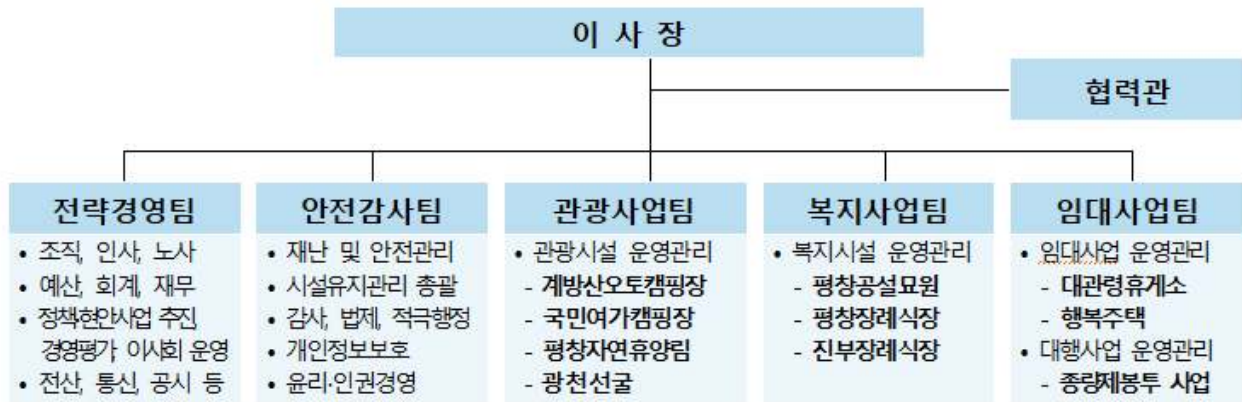 이 사 장
협력관
전략경영팀
• 조직, 인사, 노사
• 예산, 회계, 재무
• 정책·현안사업 추진
경영평가, 이사회 운영
• 전산, 통신, 공시 등
안전감사팀
• 재난 및 안전관리
• 시설유지관리 총괄
• 감사, 법제, 적극행정
• 개인정보보호
• 윤리·인권경영
관광사업팀
• 관광시설 운영관리
- 계방산오토캠핑장
- 국민여가캠핑장
- 평창자연휴양림
- 광천선굴
복지사업팀
• 복지시설 운영관리
- 평창공설묘원
- 평창장례식장
- 진부장례식장
임대사업팀
• 임대사업 운영관리
- 대관령휴게소
- 행복주택
• 대행사업 운영관리
- 종량제봉투 사업